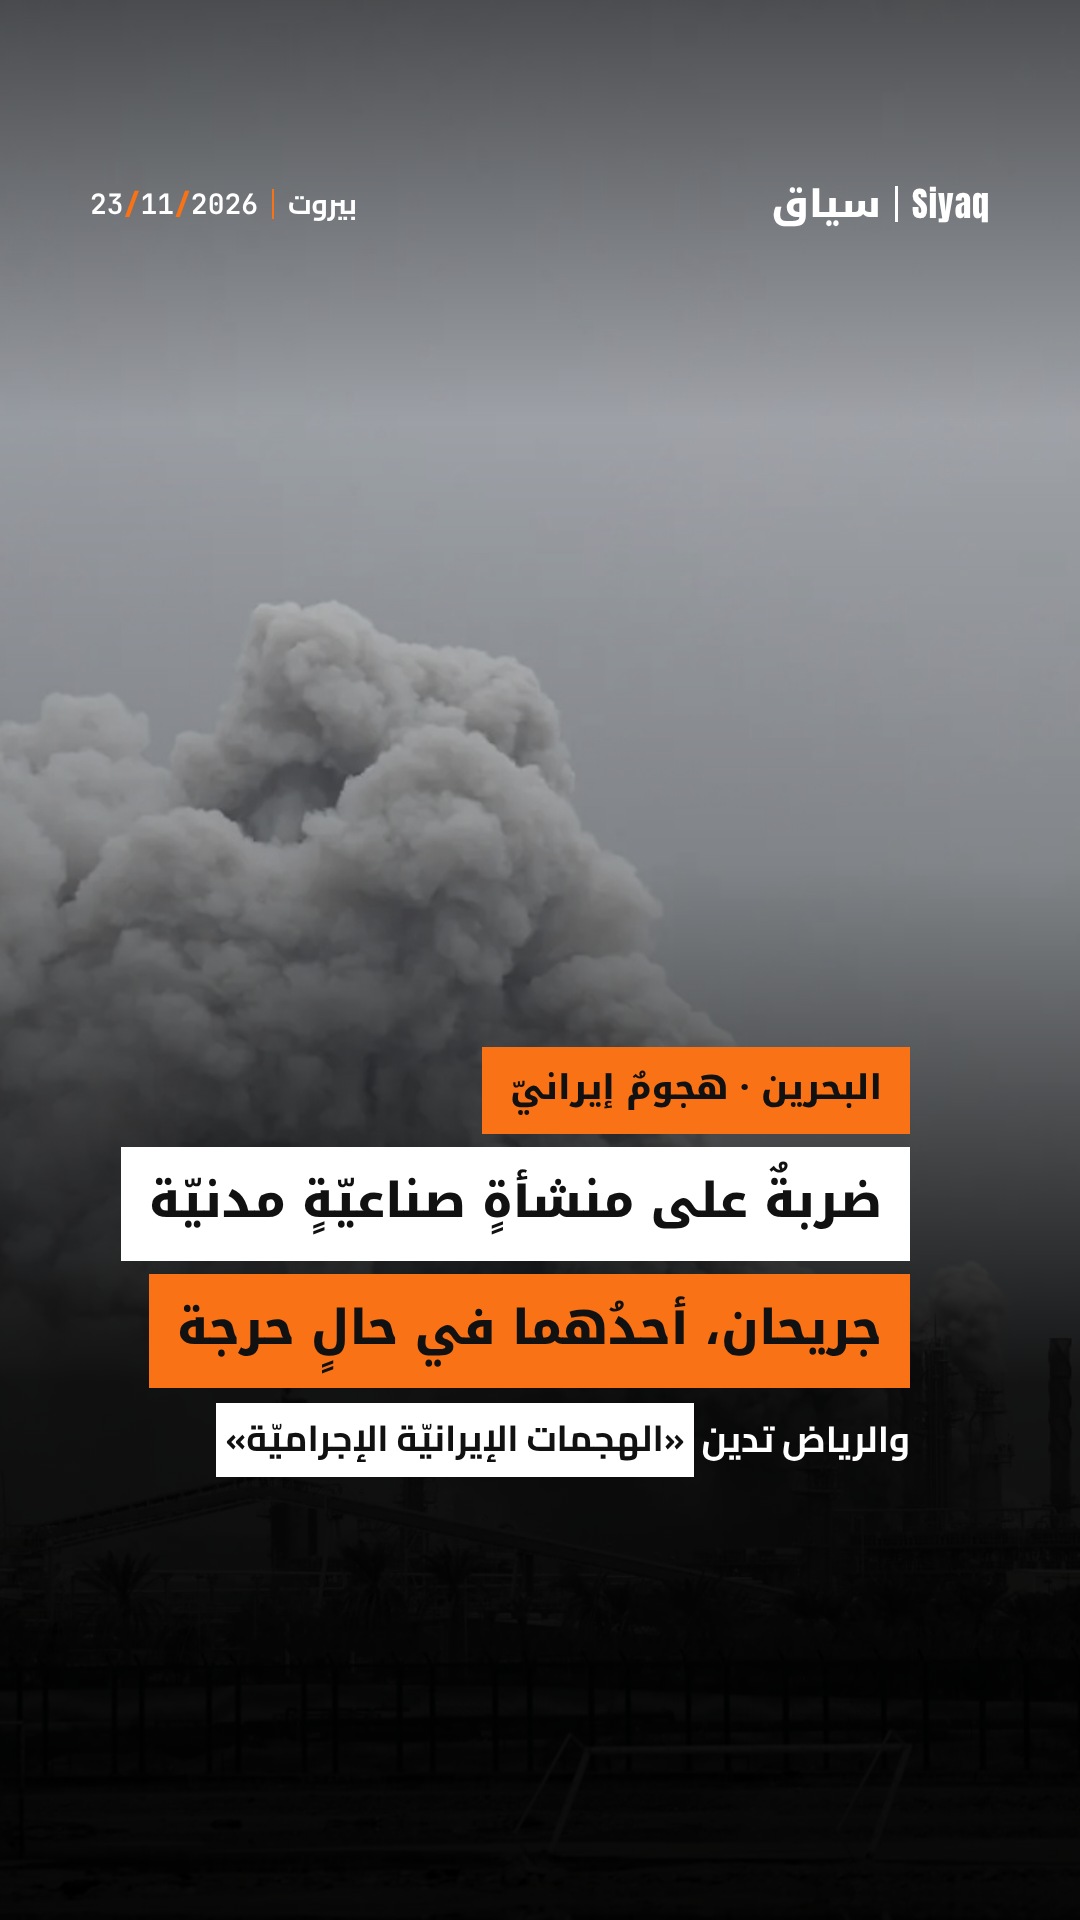 سياق | Siyaq
بيروت | 23/11/2026
البحرين · هجومٌ إيرانيّ
ضربةٌ على منشأةٍ صناعيّةٍ مدنيّة
جريحان، أحدُهما في حالٍ حرجة
والرياض تدين «الهجمات الإيرانيّة الإجراميّة»